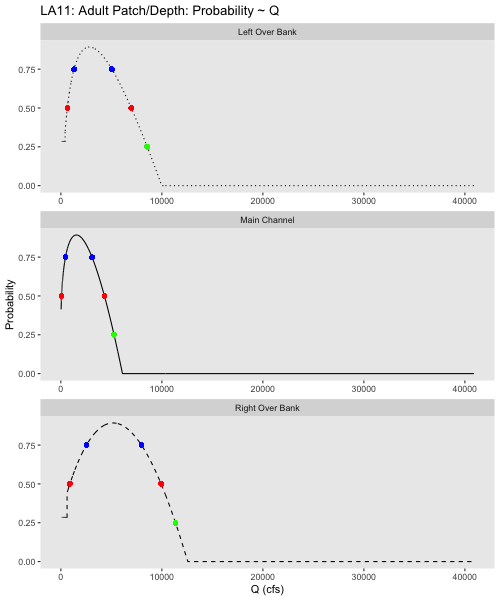 LA11: Adult Patch/Depth: Probability ~ Q
Left Over Bank
0.75
0.50
0.25
0.00
0 10000 20000 30000 40000
Main Channel
0.75
0.50
0.25
0.00
0 10000 20000 30000 40000
Probability
Right Over Bank
0.75
0.50
0.25
0.00
0 10000 20000 30000 40000
Q (cfs)